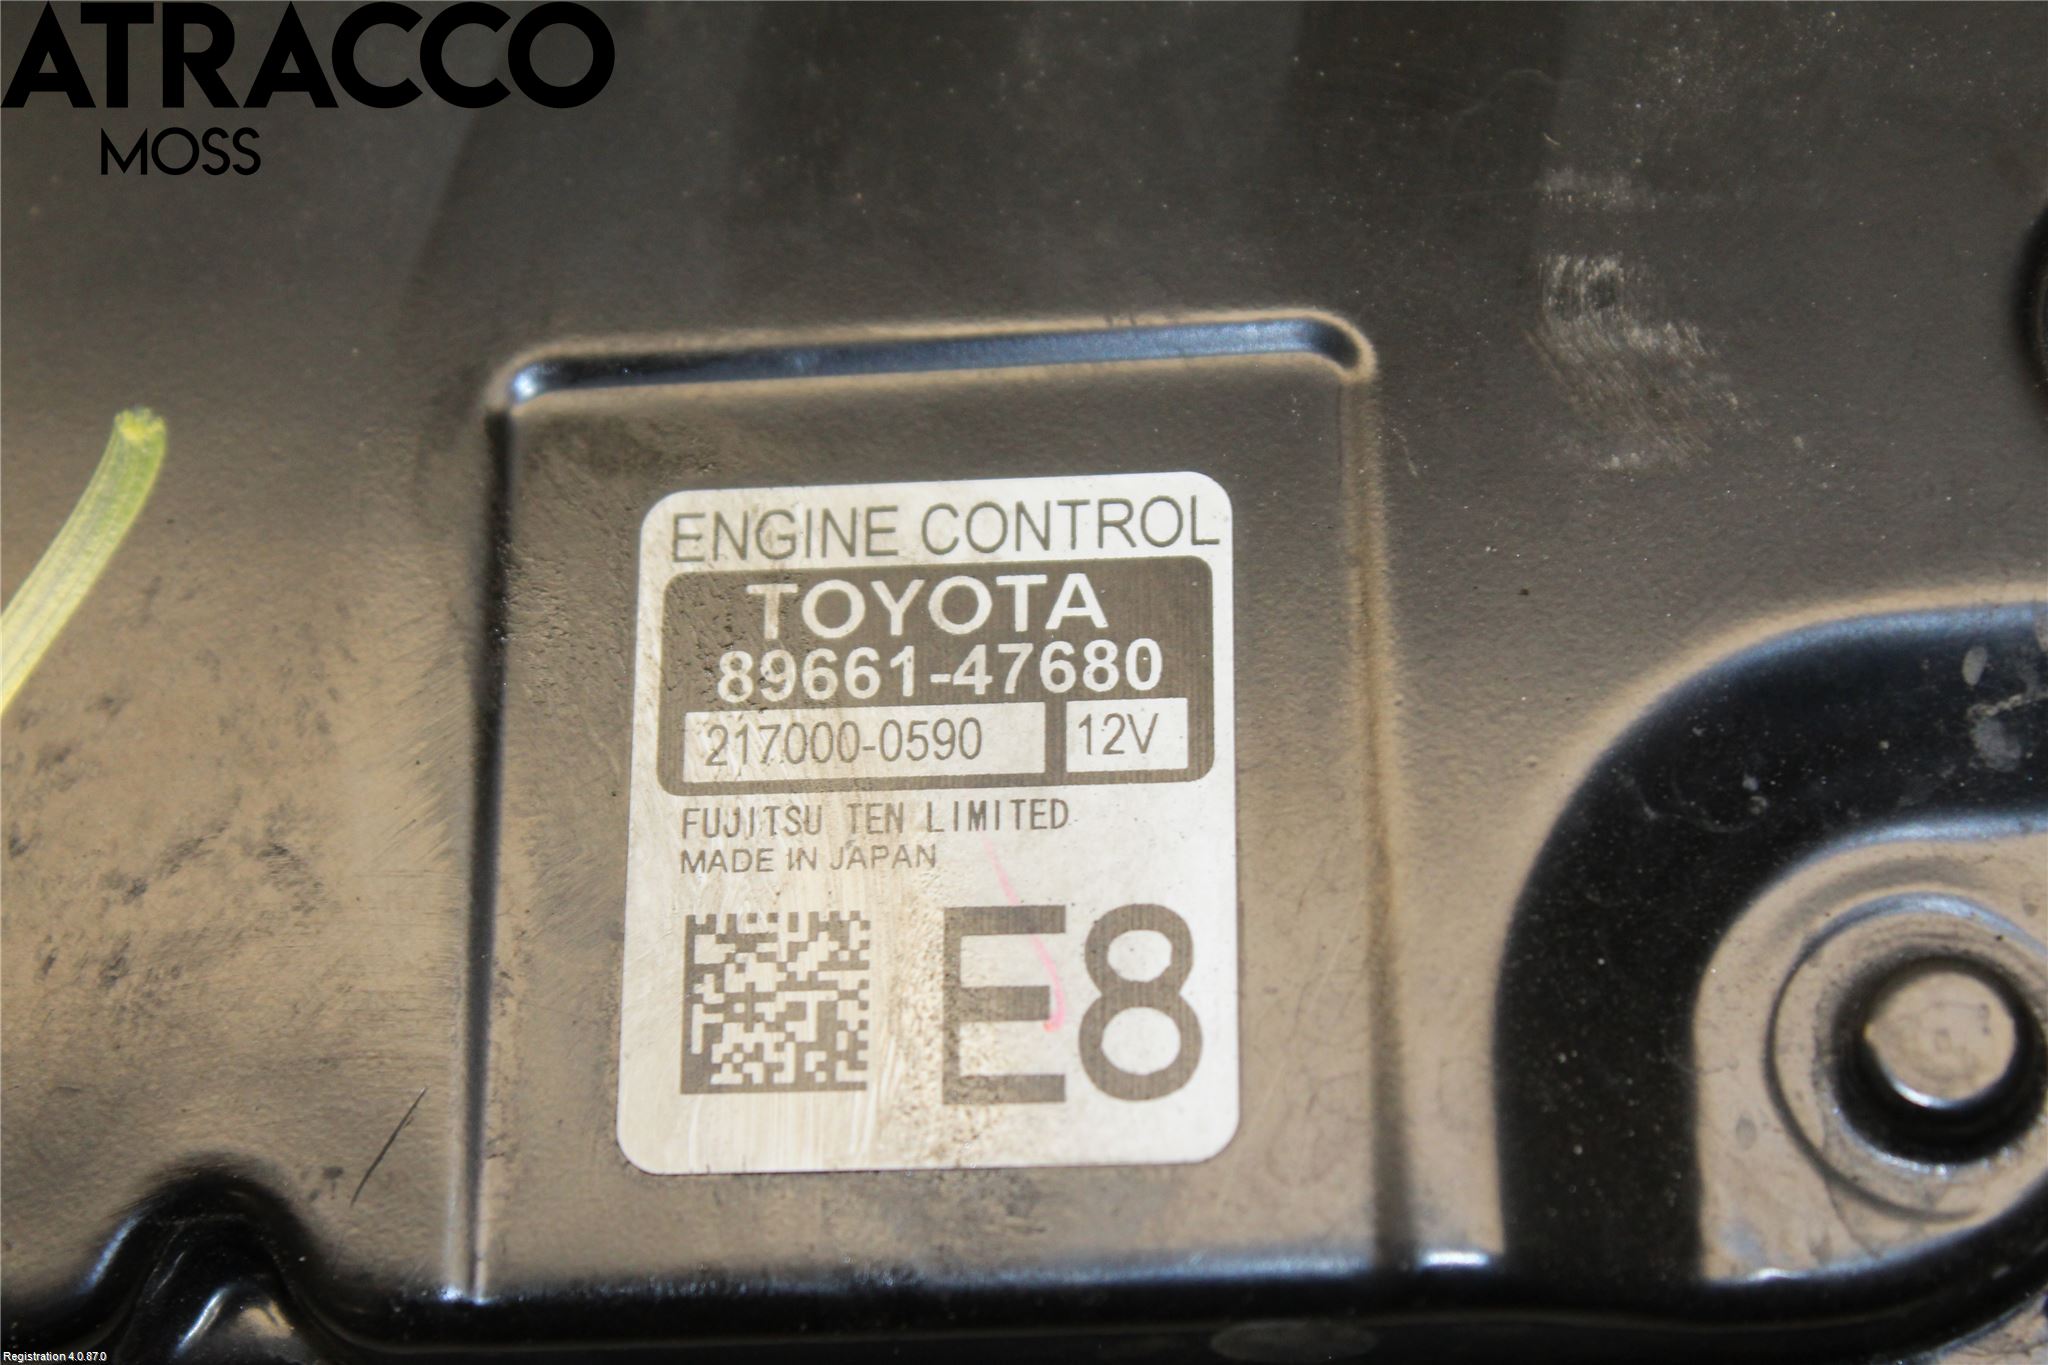 ATRACCO
MOSS
ENGINE CONTROL
TOYOTA
89661-47680
217000-0590 12V
FUJITSU TEN LIMITED
MADE IN JAPAN
E8
Registration 4.0.87.0